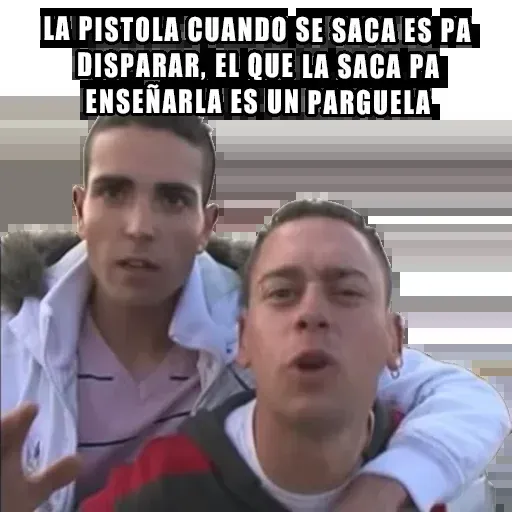 LA PISTOLA CUANDO SE SACA ES PA
DISPARAR, EL QUE LA SACA PA
ENSEÑARLA ES UN PARGUELA